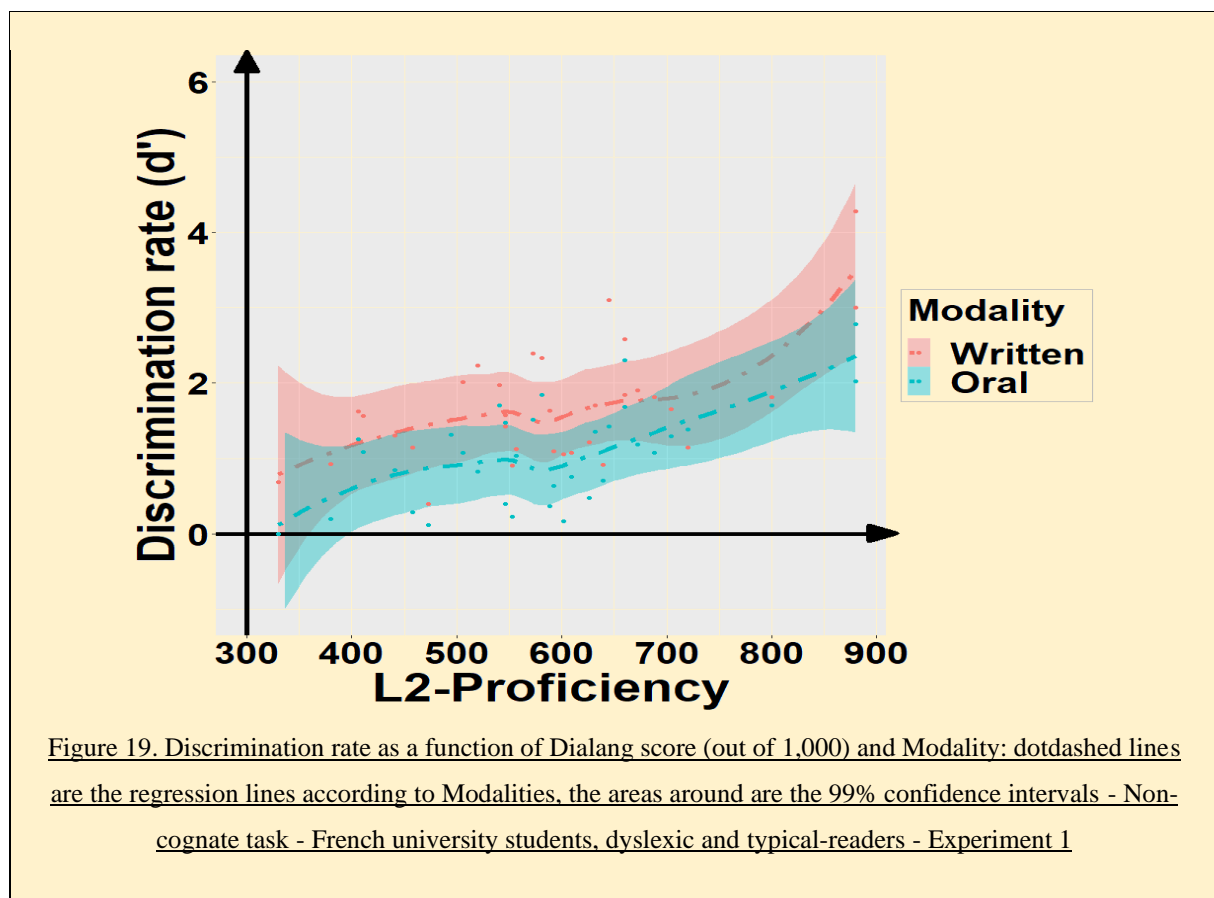 6
4
2
0
Discrimination rate (d')
300 400 500 600 700 800 900
L2-Proficiency
Modality
Written
Oral
Figure 19. Discrimination rate as a function of Dialang score (out of 1,000) and Modality: dotdashed lines
are the regression lines according to Modalities, the areas around are the 99% confidence intervals - Non-
cognate task - French university students, dyslexic and typical-readers - Experiment 1